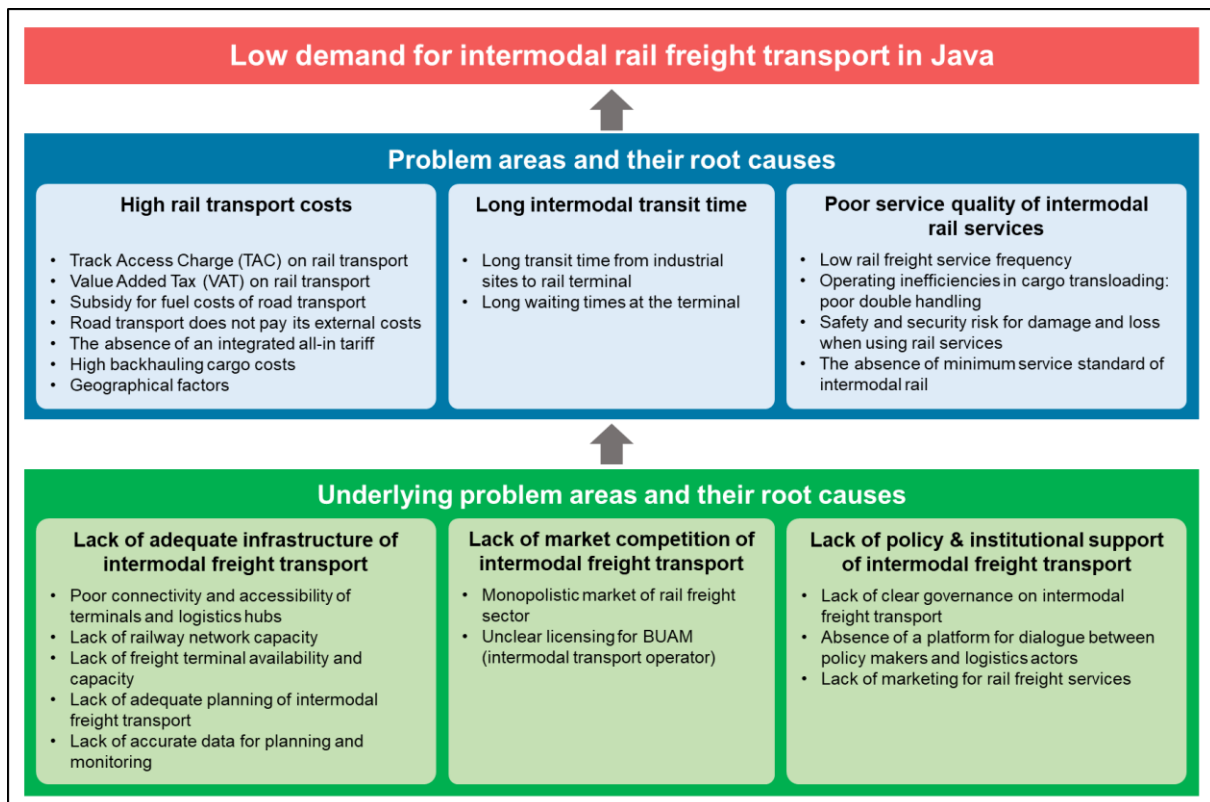 Low demand for intermodal rail freight transport in Java
Problem areas and their root causes
High rail transport costs
• Track Access Charge (TAC) on rail transport
• Value Added Tax (VAT) on rail transport
• Subsidy for fuel costs of road transport
• Road transport does not pay its external costs
• The absence of an integrated all-in tariff
• High backhauling cargo costs
• Geographical factors
Long intermodal transit time
• Long transit time from industrial
sites to rail terminal
• Long waiting times at the terminal
Poor service quality of intermodal
rail services
• Low rail freight service frequency
• Operating inefficiencies in cargo transloading:
poor double handling
• Safety and security risk for damage and loss
when using rail services
• The absence of minimum service standard of
intermodal rail
Underlying problem areas and their root causes
Lack of adequate infrastructure of
intermodal freight transport
• Poor connectivity and accessibility of
terminals and logistics hubs
• Lack of railway network capacity
• Lack of freight terminal availability and
capacity
• Lack of adequate planning of intermodal
freight transport
• Lack of accurate data for planning and
monitoring
Lack of market competition of
intermodal freight transport
• Monopolistic market of rail freight
sector
• Unclear licensing for BUAM
(intermodal transport operator)
Lack of policy & institutional support
of intermodal freight transport
• Lack of clear governance on intermodal
freight transport
• Absence of a platform for dialogue between
policy makers and logistics actors
• Lack of marketing for rail freight services